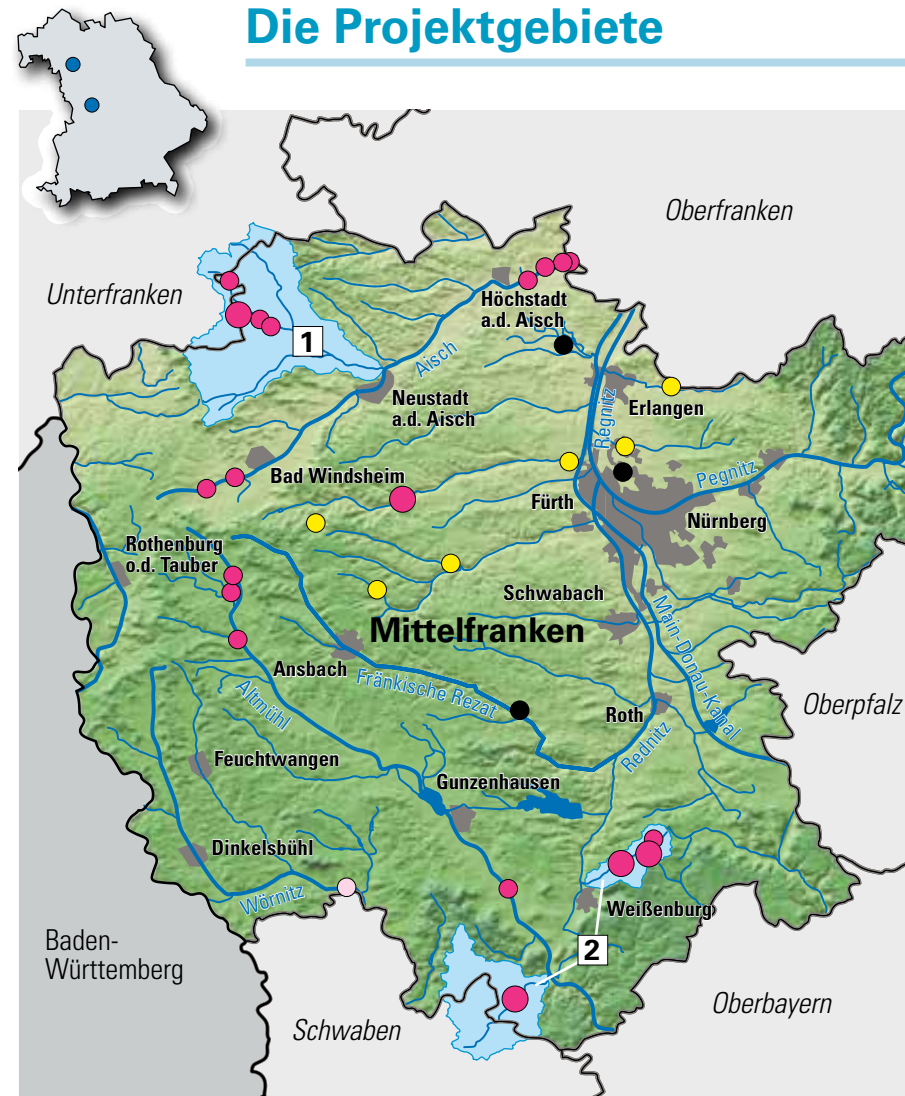 Die Projektgebiete
Oberfranken
Unterfranken
Höchstadt
a.d. Aisch
1
Aisch
Neustadt
a.d. Aisch
Erlangen
Regnitz
Bad Windsheim
Pegnitz
Fürth
Nürnberg
Rothenburg
o.d. Tauber
Schwabach
Mittelfranken
Main-Donau-Kanal
Ansbach
Fränkische Rezat
Altmühl
Roth
Oberpfalz
Rednitz
Feuchtwangen
Gunzenhausen
Dinkelsbühl
Wörnitz
Weißenburg
Baden-
Württemberg
2
Schwaben
Oberbayern